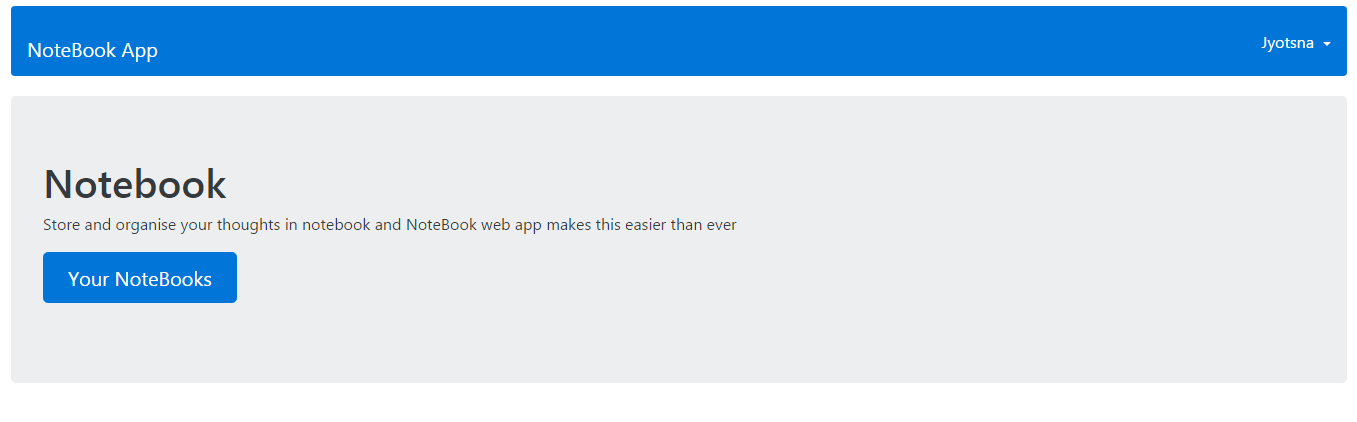 NoteBook App
Jyotsna
Notebook
Store and organise your thoughts in notebook and NoteBook web app makes this easier than ever
Your NoteBooks